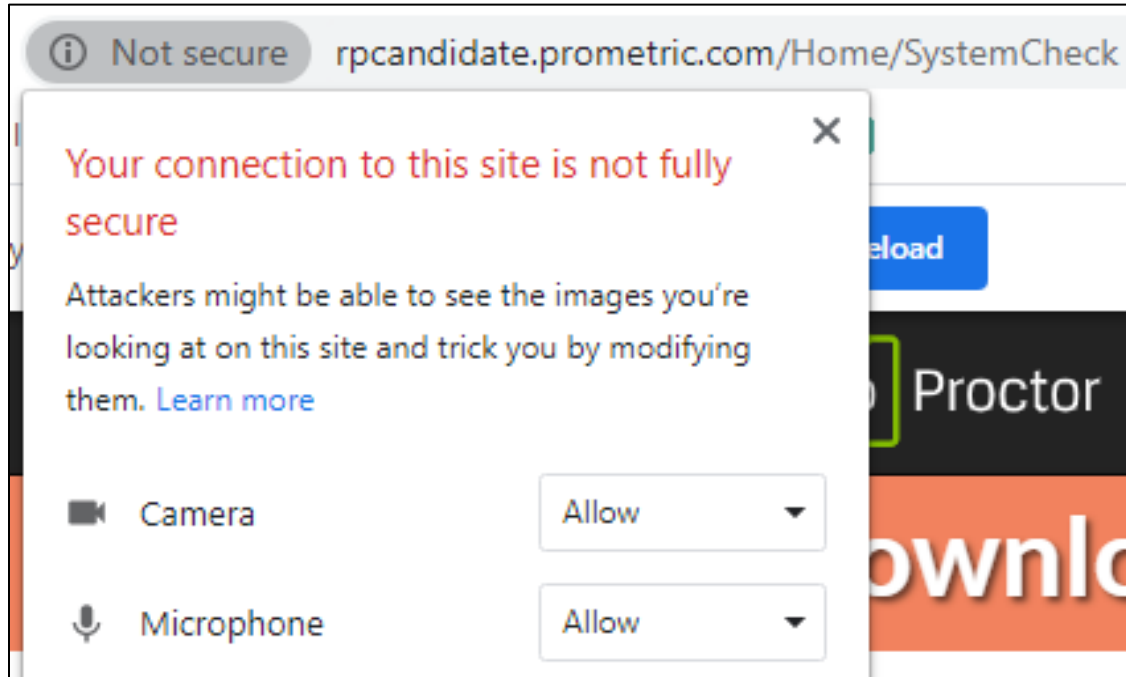 Not secure rpcandidate.prometric.com/Home/SystemCheck
Your connection to this site is not fully
secure
eload
Attackers might be able to see the images you’re
looking at on this site and trick you by modifying
them. Learn more
Proctor
Camera Allow
ownlo
Microphone Allow